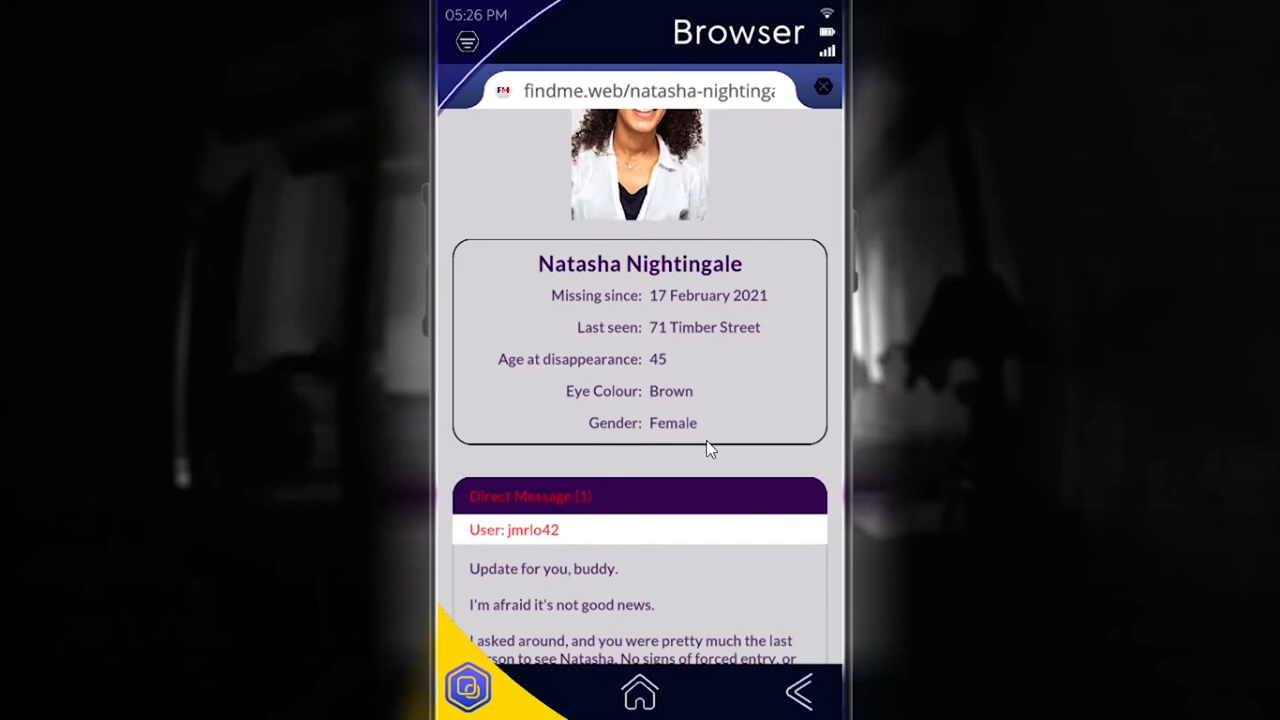 05:26 PM
Browser
FM findme.web/natasha-nightinga
Natasha Nightingale
Missing since: 17 February 2021
Last seen: 71 Timber Street
Age at disappearance: 45
Eye Colour: Brown
Gender: Female
Direct Message (1)
User: jmrlo42
Update for you, buddy.
I'm afraid it's not good news.
I asked around, and you were pretty much the last
person to see Natasha. No signs of forced entry, or